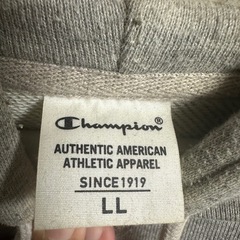 Champion
AUTHENTIC AMERICAN
ATHLETIC APPAREL
SINCE 1919
LL